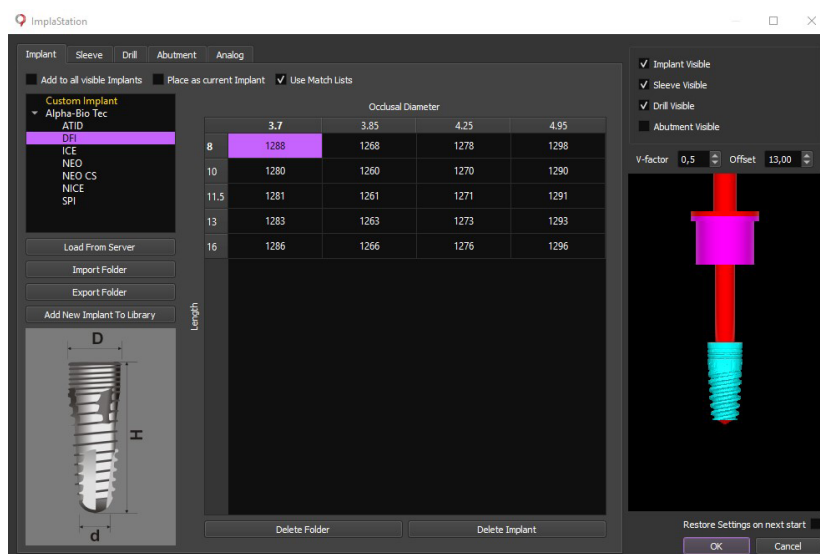 ImplaStation
Implant Sleeve Drill Abutment Analog
Add to all visible Implants Place as current Implant Use Match Lists
Custom Implant
Alpha-Bio Tec
ATID
DFI
ICE
NEO
NEO CS
NICE
SPI
Load From Server
Import Folder
Export Folder
Add New Implant To Library
D
H
d
Occlusal Diameter
3.7 3.85 4.25 4.95
Length
8 1288 1268 1278 1298
10 1280 1260 1270 1290
11.5 1281 1261 1271 1291
13 1283 1263 1273 1293
16 1286 1266 1276 1296
Delete Folder Delete Implant
Implant Visible
Sleeve Visible
Drill Visible
Abutment Visible
V-factor 0,5 Offset 13,00
Restore Settings on next start
OK Cancel